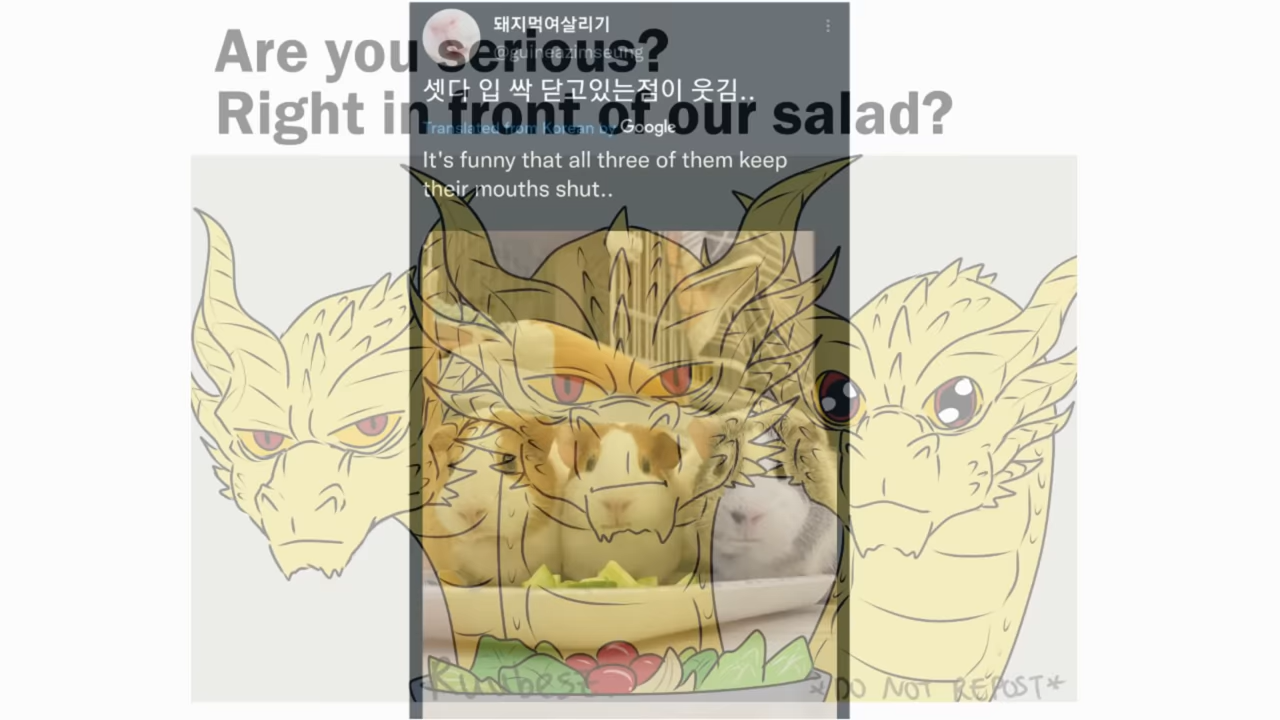 Are you serious?
Right in front of our salad?
돼지먹여살리기
@guineazimseung
셋다 입 싹 닫고있는점이 웃김..
Translated from Korean by Google
It's funny that all three of them keep
their mouths shut..
*DO NOT REPOST*